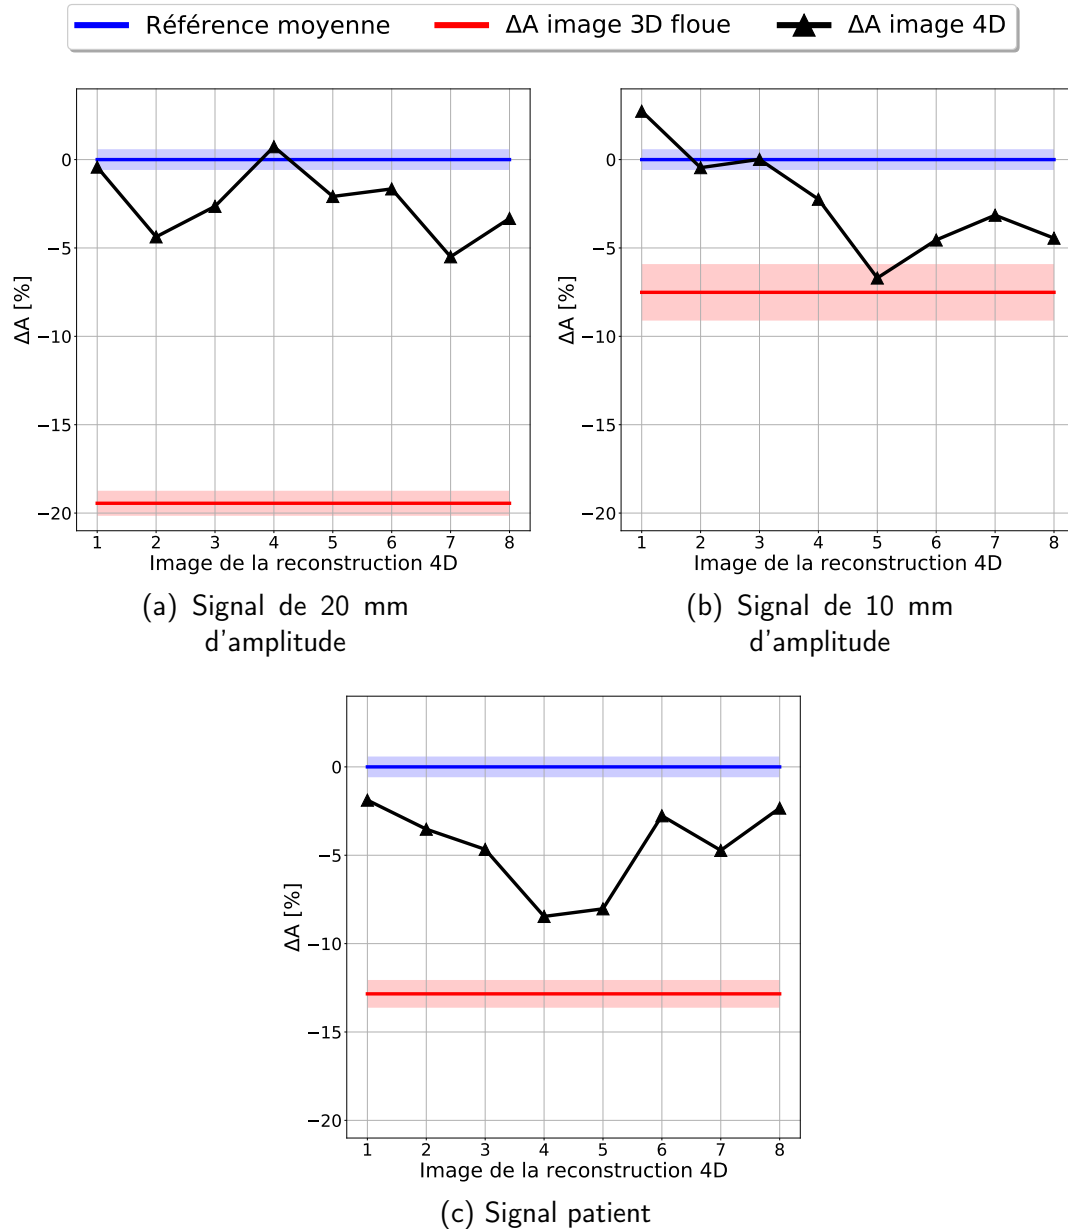 Référence moyenne ΔA image 3D floue ΔA image 4D
0
−5
−10
−15
−20
ΔA [%]
1 2 3 4 5 6 7 8
Image de la reconstruction 4D
(a) Signal de 20 mm
d'amplitude
0
−5
−10
−15
−20
ΔA [%]
1 2 3 4 5 6 7 8
Image de la reconstruction 4D
(b) Signal de 10 mm
d'amplitude
0
−5
−10
−15
−20
ΔA [%]
1 2 3 4 5 6 7 8
Image de la reconstruction 4D
(c) Signal patient